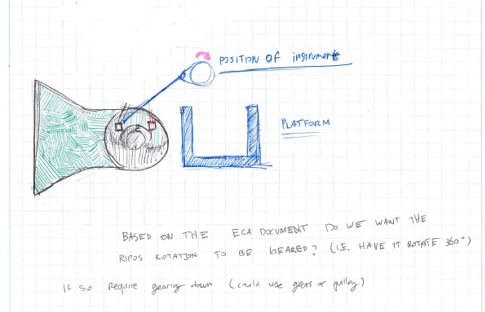 POSITION OF instrument
PLATFORM
BASED ON THE ECA DOCUMENT DO WE WANT THE
RIPOS ROTATION TO BE GEARED? (I.E. HAVE IT ROTATE 360°)
IF SO REQUIRE gearing down (could use gears or pulley)